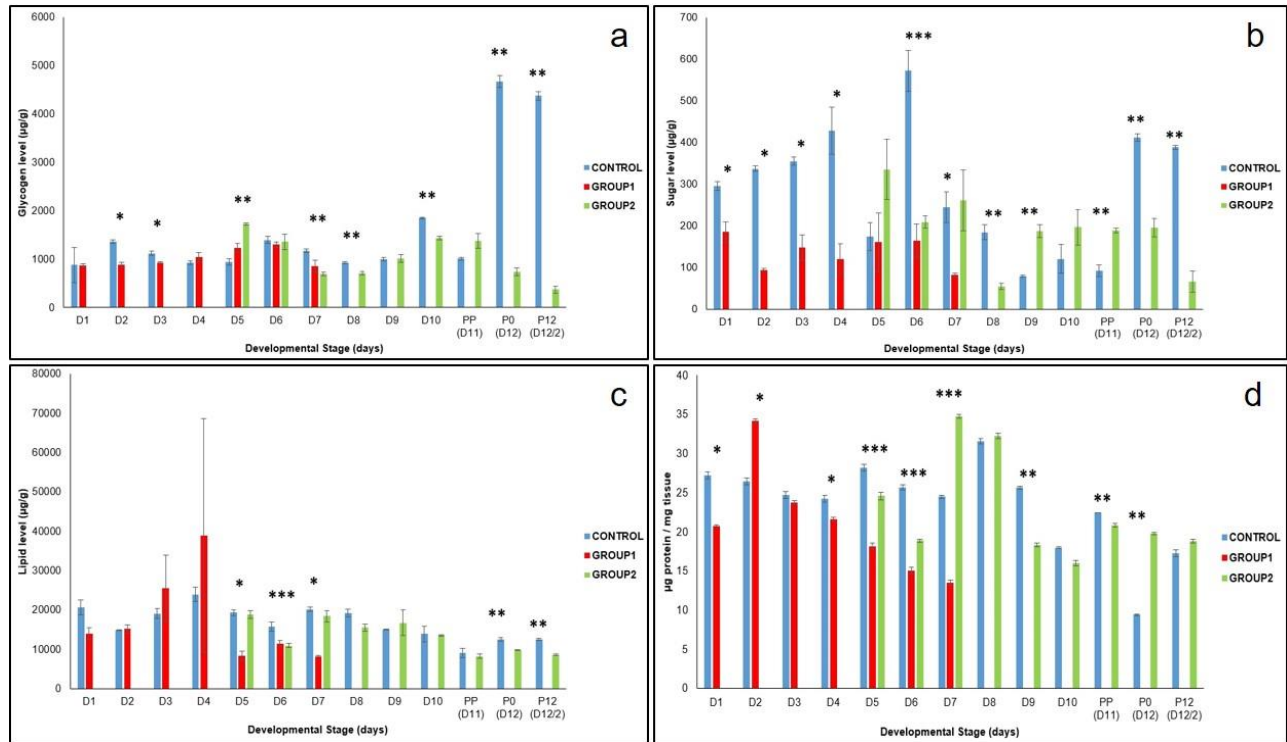 a
6000
5000
4000
3000
2000
1000
0
Glycogen level (µg/g)
* * ** ** ** ** ** **
D1 D2 D3 D4 D5 D6 D7 D8 D9 D10 PP P0 P12
(D11) (D12) (D12/2)
Developmental Stage (days)
CONTROL
GROUP1
GROUP2
b
700
600
500
400
300
200
100
0
Sugar level (µg/g)
* * * * *** * ** ** ** ** **
D1 D2 D3 D4 D5 D6 D7 D8 D9 D10 PP P0 P12
(D11) (D12) (D12/2)
Developmental Stage (days)
CONTROL
GROUP1
GROUP2
c
80000
70000
60000
50000
40000
30000
20000
10000
0
Lipid level (µg/g)
* *** * ** **
D1 D2 D3 D4 D5 D6 D7 D8 D9 D10 PP P0 P12
(D11) (D12) (D12/2)
Developmental Stage (days)
CONTROL
GROUP1
GROUP2
d
40
35
30
25
20
15
10
5
0
µg protein / mg tissue
* * * *** *** *** ** ** **
D1 D2 D3 D4 D5 D6 D7 D8 D9 D10 PP P0 P12
(D11) (D12) (D12/2)
Developmental Stage (days)
CONTROL
GROUP1
GROUP2